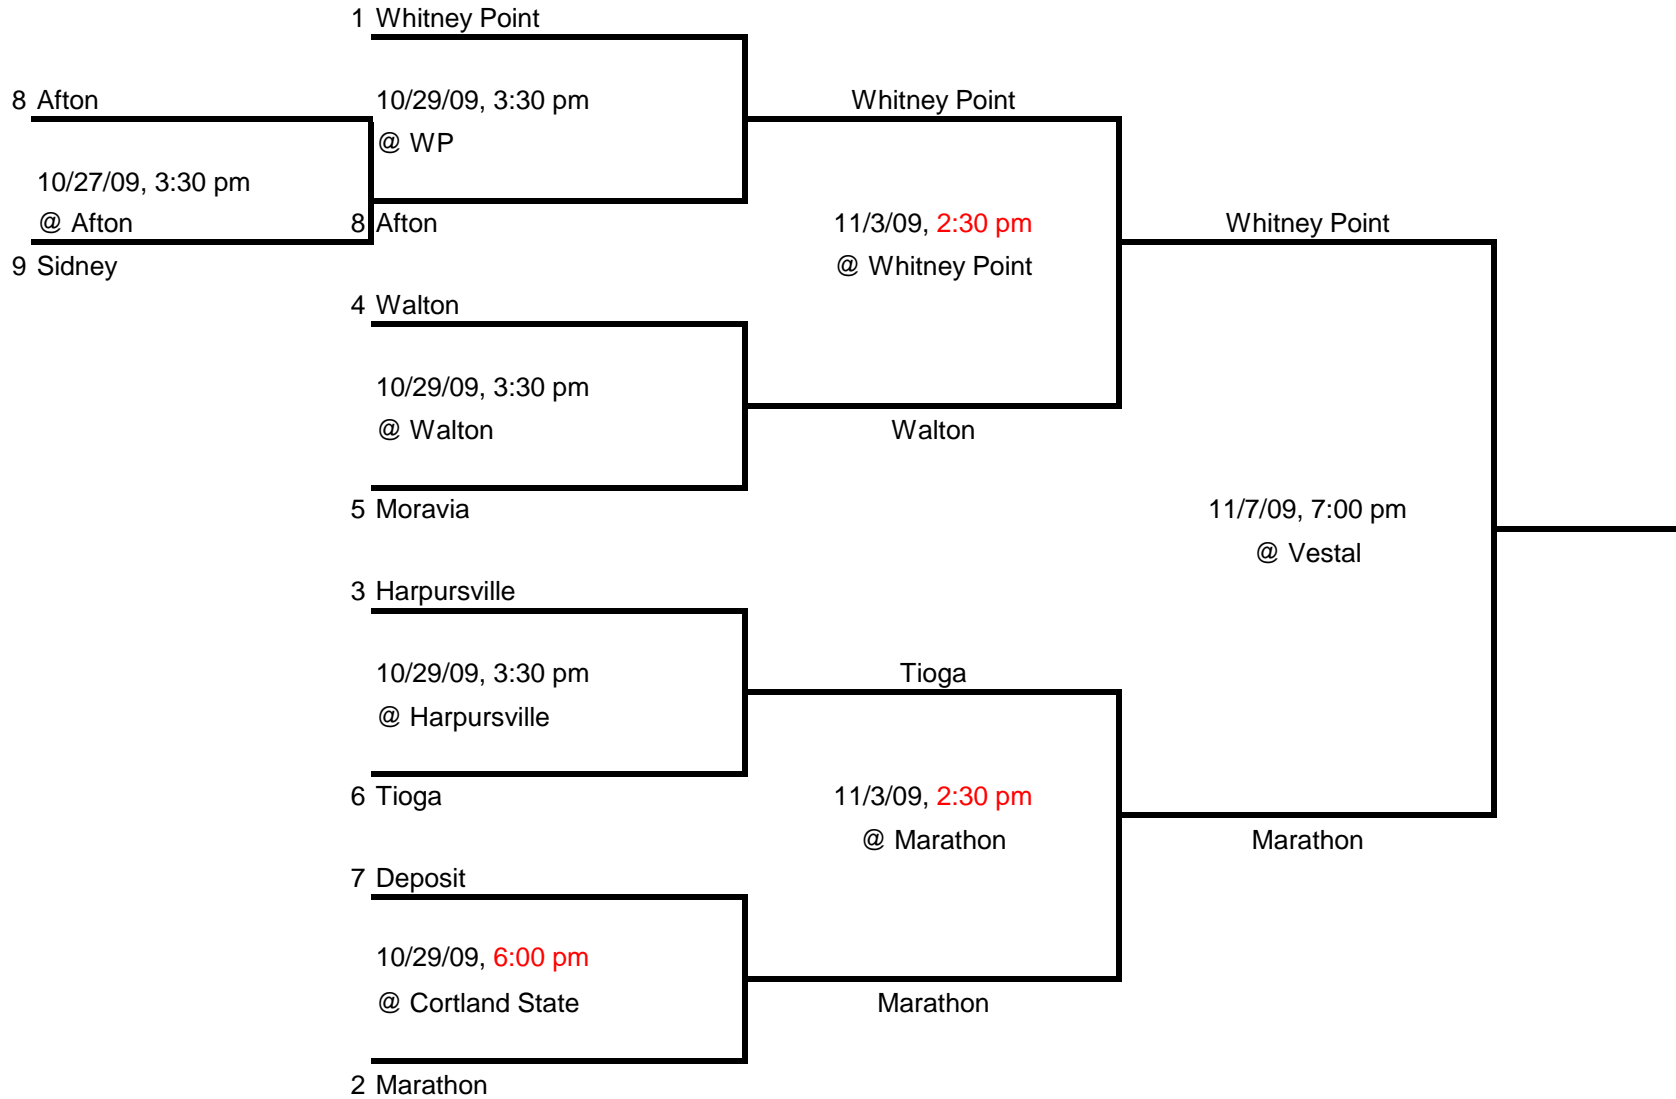 1 Whitney Point
8 Afton
10/29/09, 3:30 pm
Whitney Point
@ WP
10/27/09, 3:30 pm
@ Afton
8 Afton
11/3/09, 2:30 pm
Whitney Point
9 Sidney
@ Whitney Point
4 Walton
10/29/09, 3:30 pm
@ Walton
Walton
5 Moravia
11/7/09, 7:00 pm
@ Vestal
3 Harpursville
10/29/09, 3:30 pm
Tioga
@ Harpursville
6 Tioga
11/3/09, 2:30 pm
@ Marathon
Marathon
7 Deposit
10/29/09, 6:00 pm
@ Cortland State
Marathon
2 Marathon